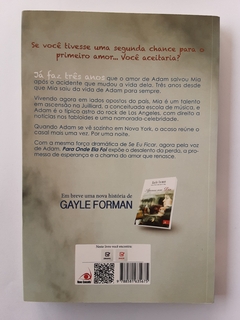 Se você tivesse uma segunda chance para o
primeiro amor... Você aceitaria?
Já faz três anos que o amor de Adam salvou Mia
após o acidente que mudou a vida dela. Três anos desde
que Mia saiu da vida de Adam para sempre.
Vivendo agora em lados opostos do país, Mia é um talento
em ascensão na Juilliard, a conceituada escola de música, e
Adam é o típico astro do rock de Los Angeles, com direito a
notícias nos tabloides e uma namorada celebridade.
Quando Adam se vê sozinho em Nova York, o acaso reúne o
casal mais uma vez. Por uma noite.
Com a mesma força dramática de Se Eu Ficar, agora pela voz
de Adam, Para Onde Ela Foi expõe o desalento da perda, a pro-
messa de esperança e a chama do amor que renasce.
Em breve uma nova história de
GAYLE FORMAN